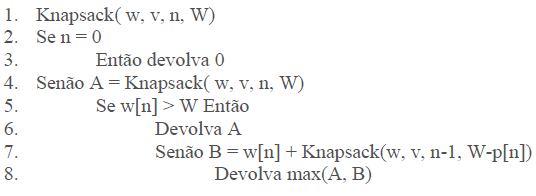 1. Knapsack( w, v, n, W)
2. Se n = 0
3. Então devolva 0
4. Senão A = Knapsack( w, v, n, W)
5. Se w[n] > W Então
6. Devolva A
7. Senão B = w[n] + Knapsack(w, v, n-1, W-p[n])
8. Devolva max(A, B)